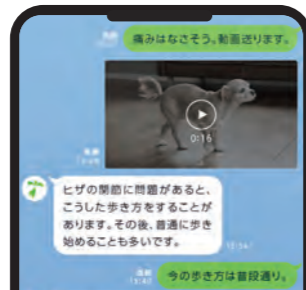 痛みはなさそう。動画送ります。
0:16
ヒザの関節に問題があると、
こうした歩き方をすることが
あります。その後、普通に歩き
始めることも多いです。
今の歩き方は普段通り。